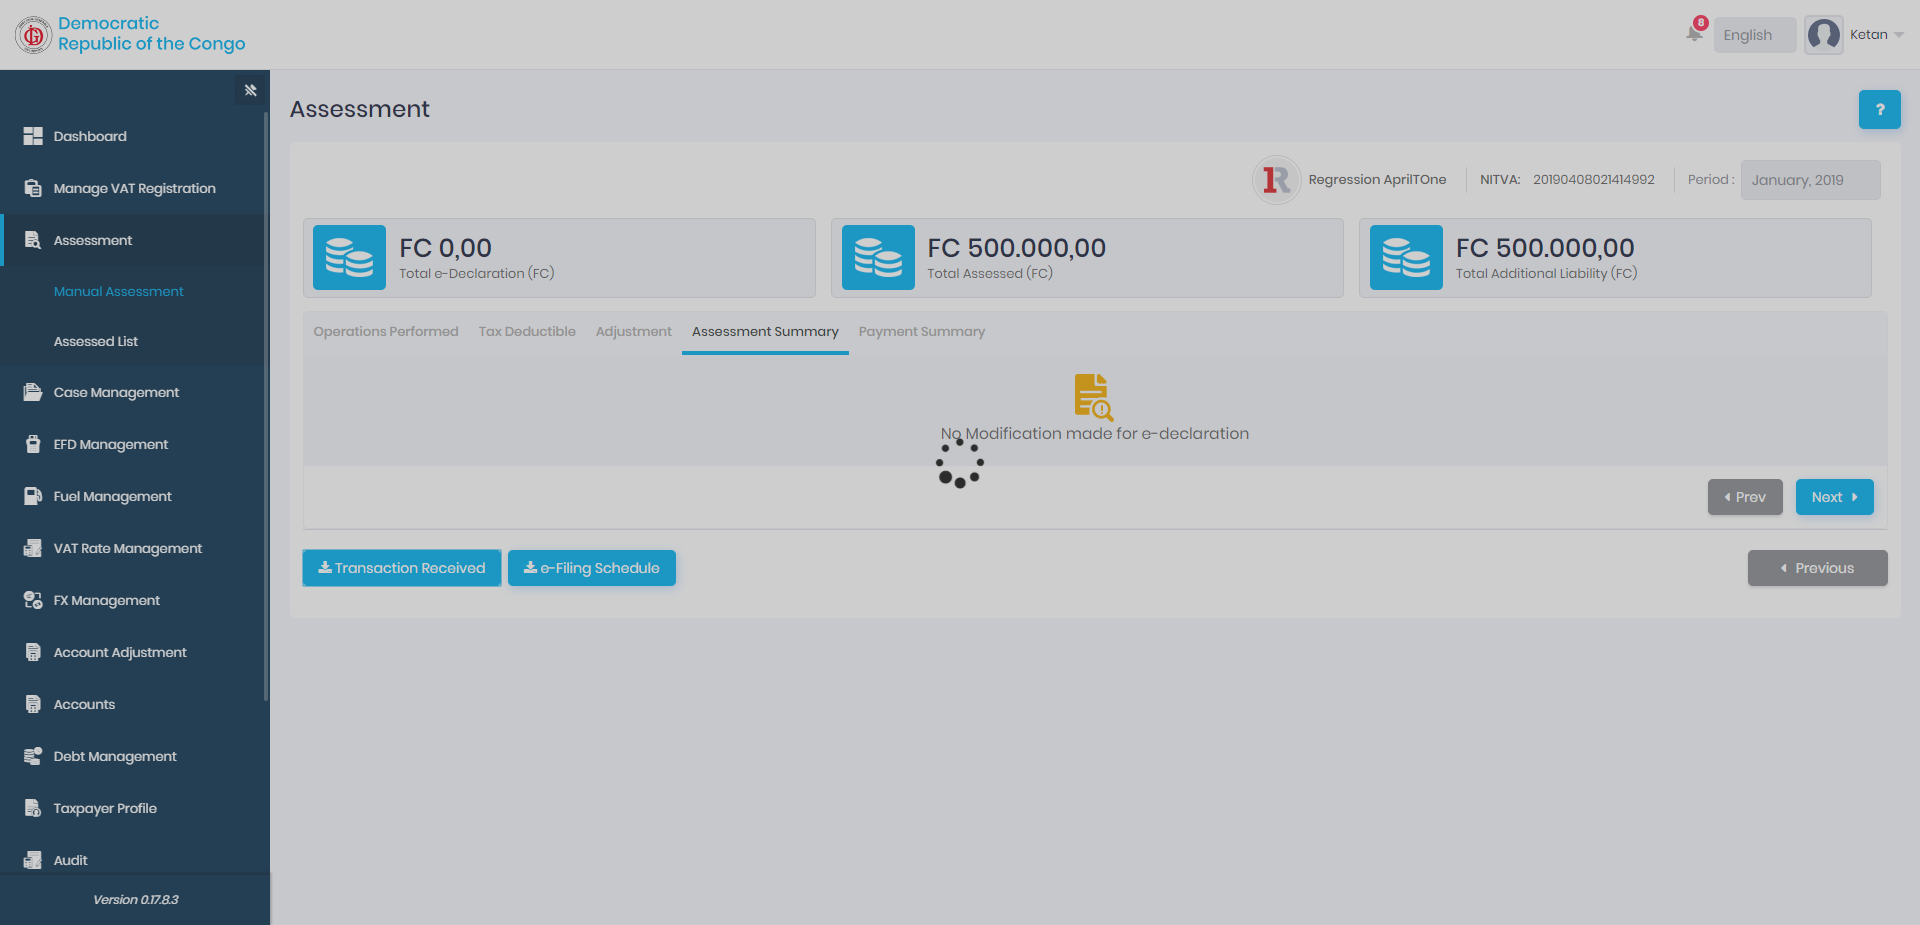 Democratic
Republic of the Congo
8
English
Ketan
Dashboard
Manage VAT Registration
Assessment
Manual Assessment
Assessed List
Case Management
EFD Management
Fuel Management
VAT Rate Management
FX Management
Account Adjustment
Accounts
Debt Management
Taxpayer Profile
Audit
Version 0.17.8.3
Assessment
?
1R
Regression AprilTOne
NITVA: 20190408021414992
Period :
January, 2019
FC 0,00
Total e-Declaration (FC)
FC 500.000,00
Total Assessed (FC)
FC 500.000,00
Total Additional Liability (FC)
Operations Performed
Tax Deductible
Adjustment
Assessment Summary
Payment Summary
No Modification made for e-declaration
Prev
Next
Transaction Received
e-Filing Schedule
Previous